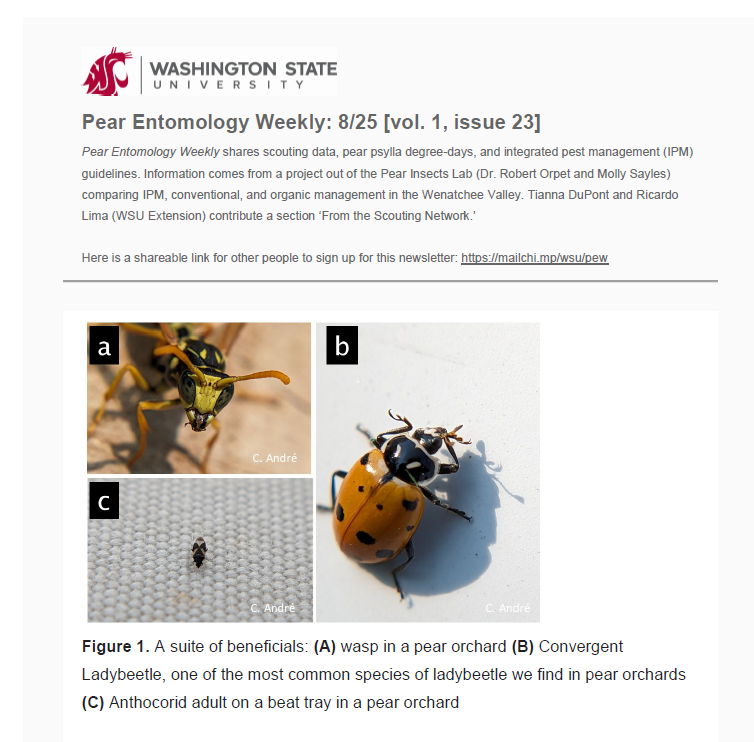 WASHINGTON STATE
UNIVERSITY
Pear Entomology Weekly: 8/25 [vol. 1, issue 23]
Pear Entomology Weekly shares scouting data, pear psylla degree-days, and integrated pest management (IPM)
guidelines. Information comes from a project out of the Pear Insects Lab (Dr. Robert Orpet and Molly Sayles)
comparing IPM, conventional, and organic management in the Wenatchee Valley. Tianna DuPont and Ricardo
Lima (WSU Extension) contribute a section ‘From the Scouting Network.’
Here is a shareable link for other people to sign up for this newsletter: https://mailchi.mp/wsu/pew
a
C. André
b
C. André
c
C. André
Figure 1. A suite of beneficials: (A) wasp in a pear orchard (B) Convergent
Ladybeetle, one of the most common species of ladybeetle we find in pear orchards
(C) Anthocorid adult on a beat tray in a pear orchard